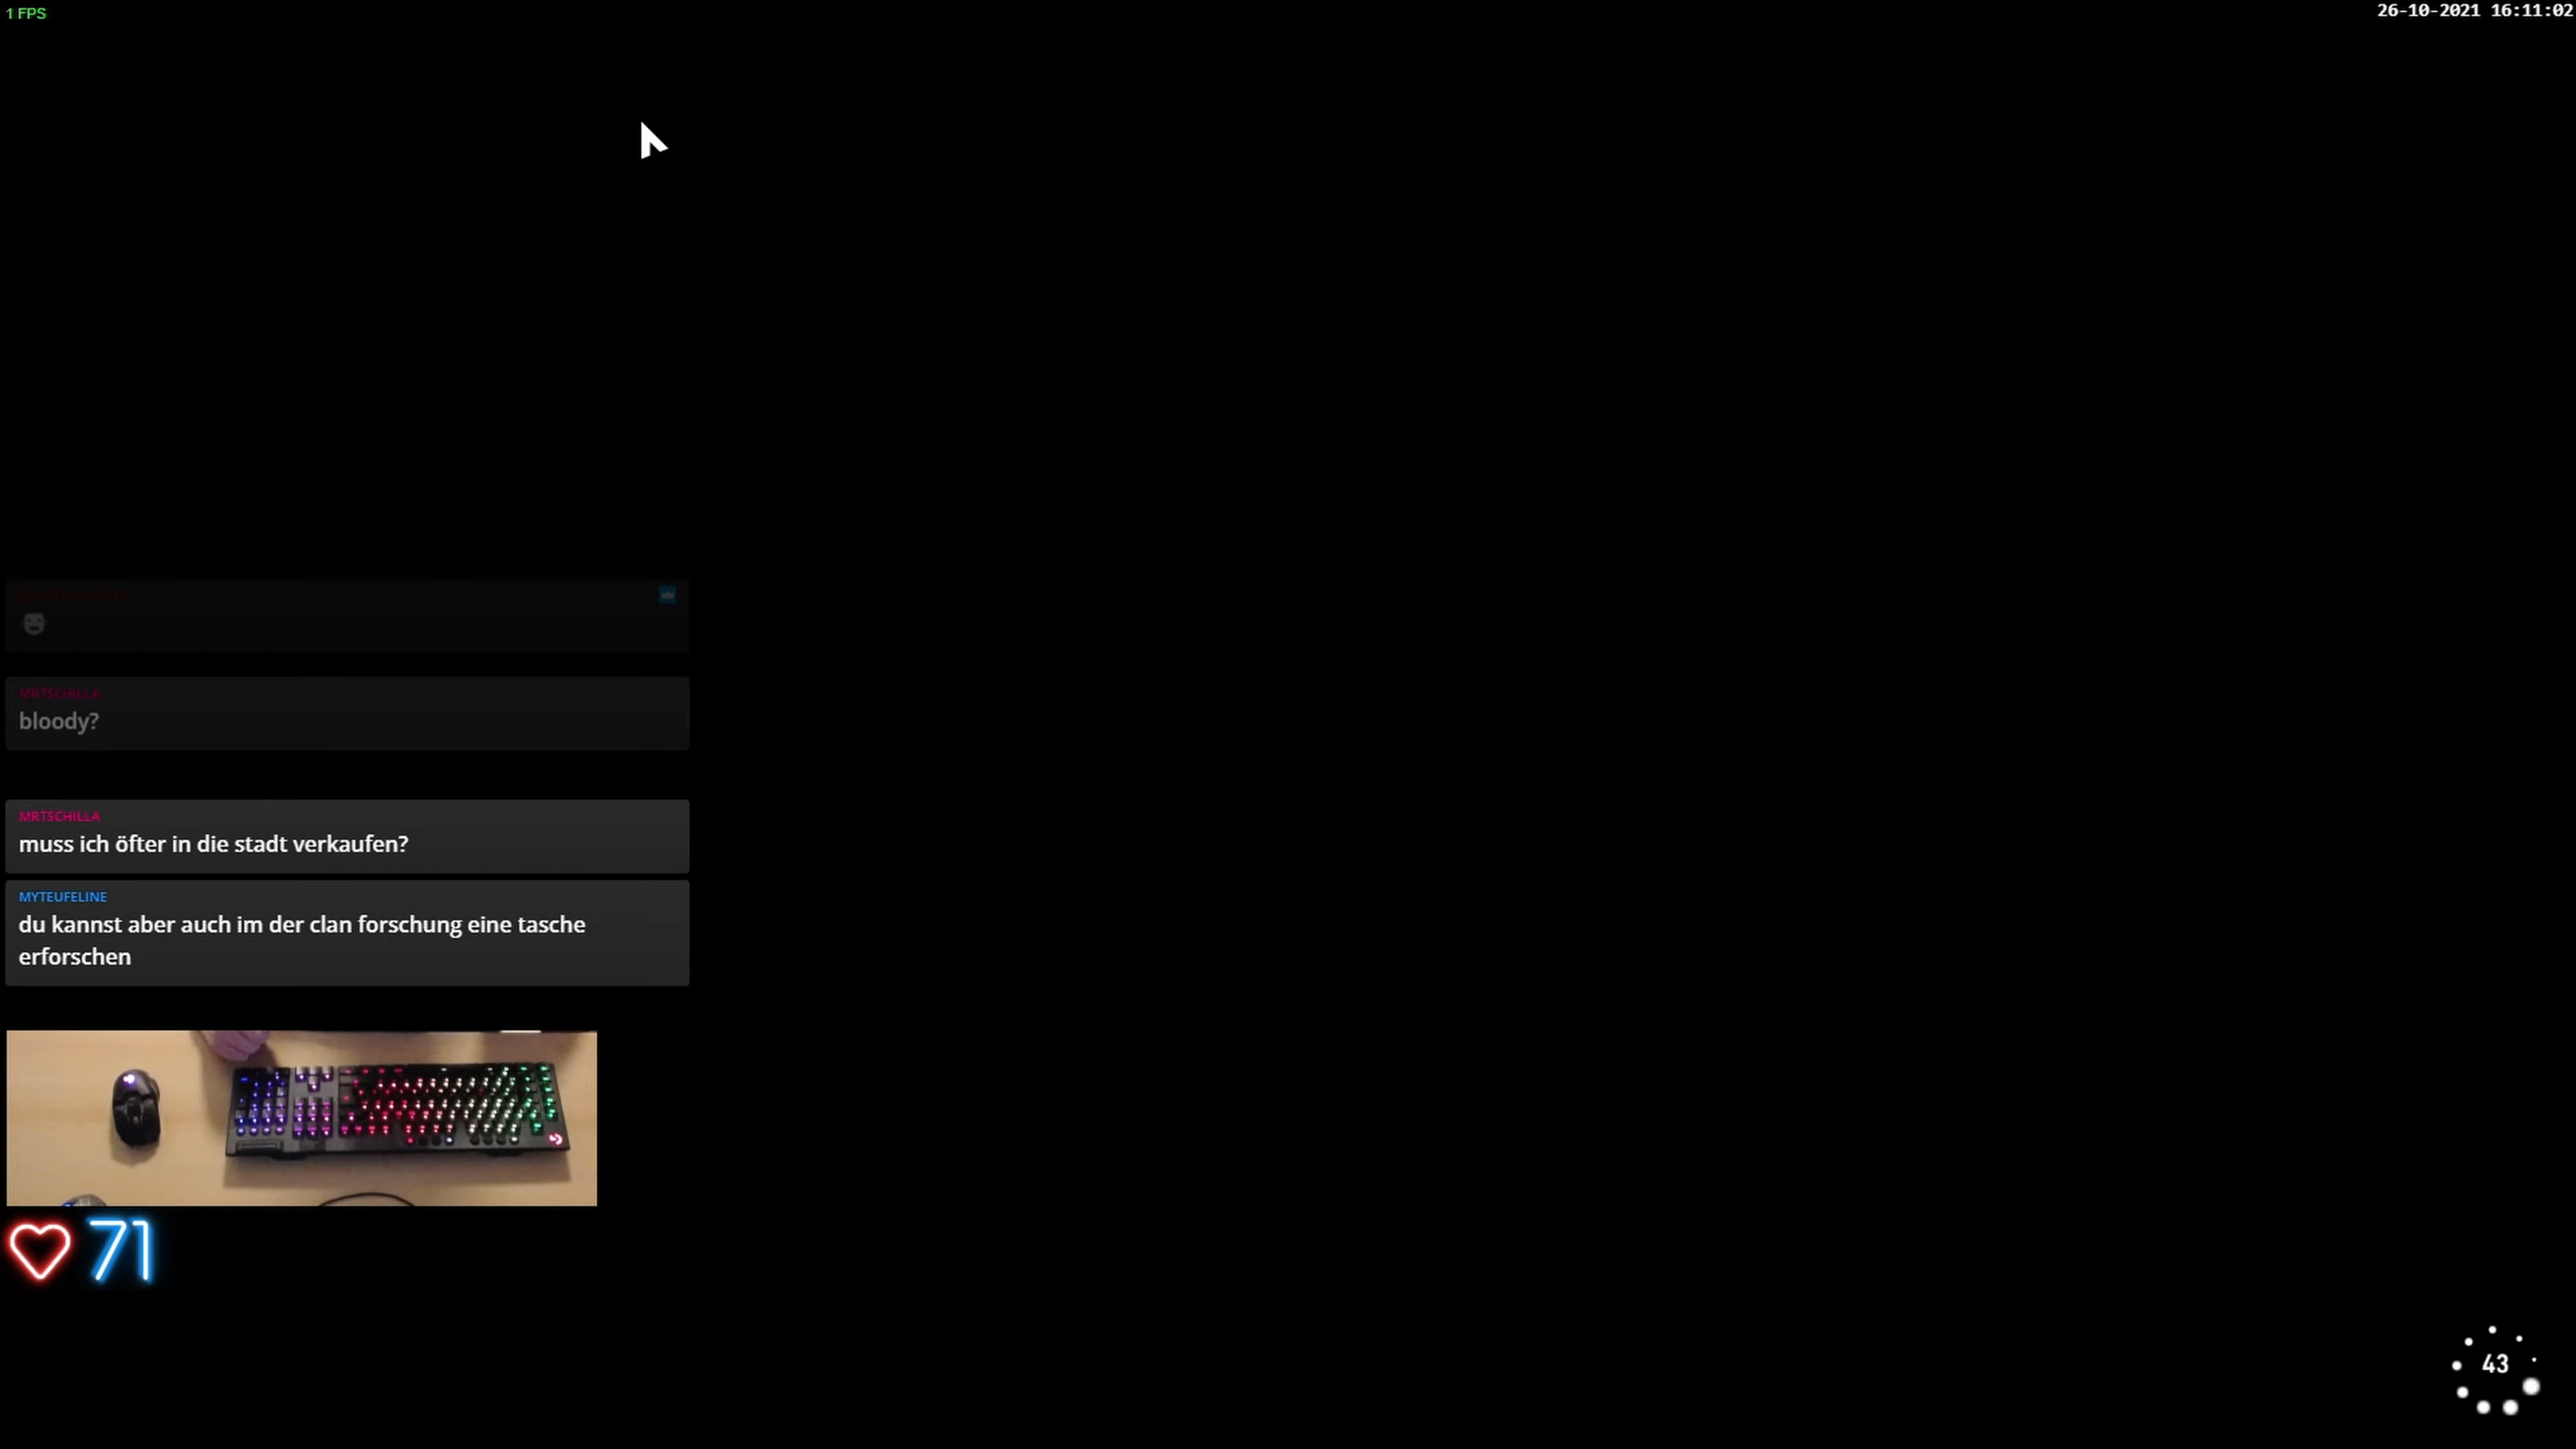 1 FPS
26-10-2021 16:11:02
MRTSCHILLA
bloody?
MRTSCHILLA
muss ich öfter in die stadt verkaufen?
MYTEUFELINE
du kannst aber auch im der clan forschung eine tasche
erforschen
71
43